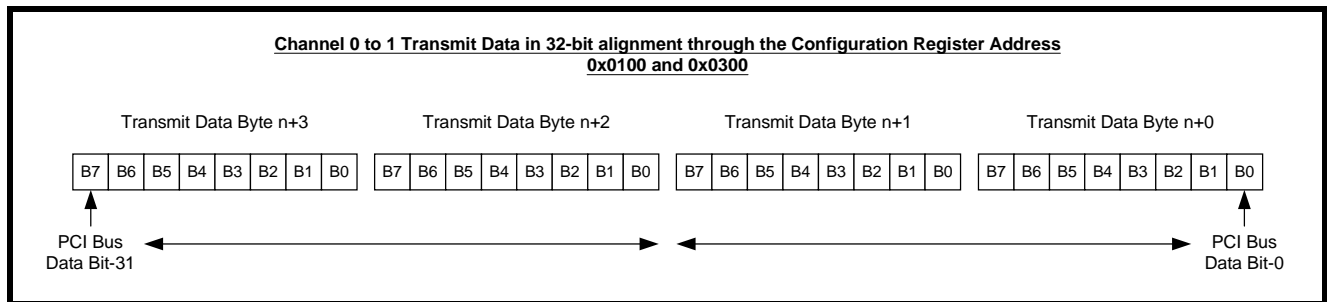 Channel 0 to 1 Transmit Data in 32-bit alignment through the Configuration Register Address
0x0100 and 0x0300
Transmit Data Byte n+3 Transmit Data Byte n+2 Transmit Data Byte n+1 Transmit Data Byte n+0
B7 B6 B5 B4 B3 B2 B1 B0 B7 B6 B5 B4 B3 B2 B1 B0 B7 B6 B5 B4 B3 B2 B1 B0 B7 B6 B5 B4 B3 B2 B1 B0
PCI Bus PCI Bus
Data Bit-31 Data Bit-0